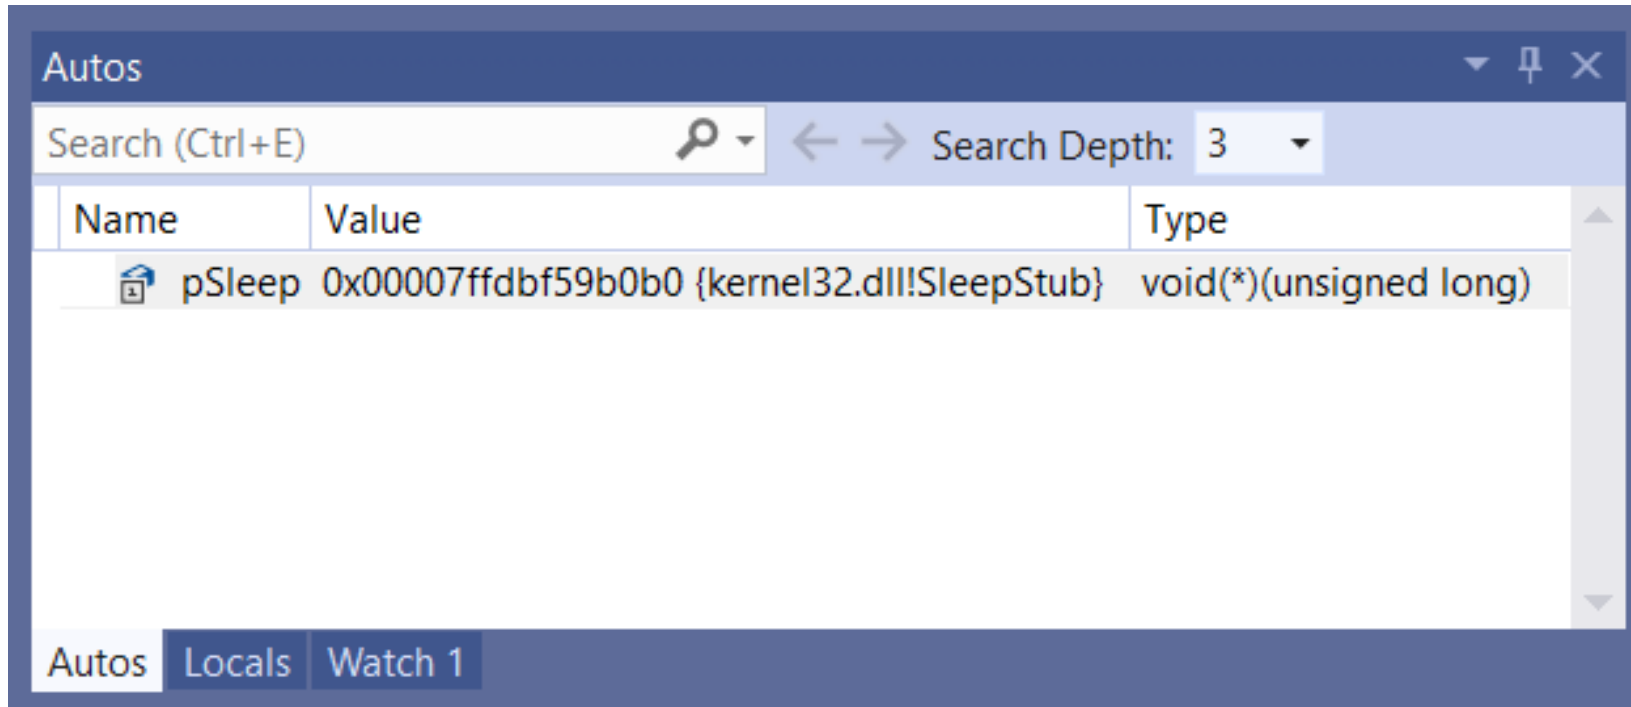 Autos
Search (Ctrl+E) Search Depth: 3
Name Value Type
pSleep 0x00007ffdbf59b0b0 {kernel32.dll!SleepStub} void(*)(unsigned long)
Autos Locals Watch 1